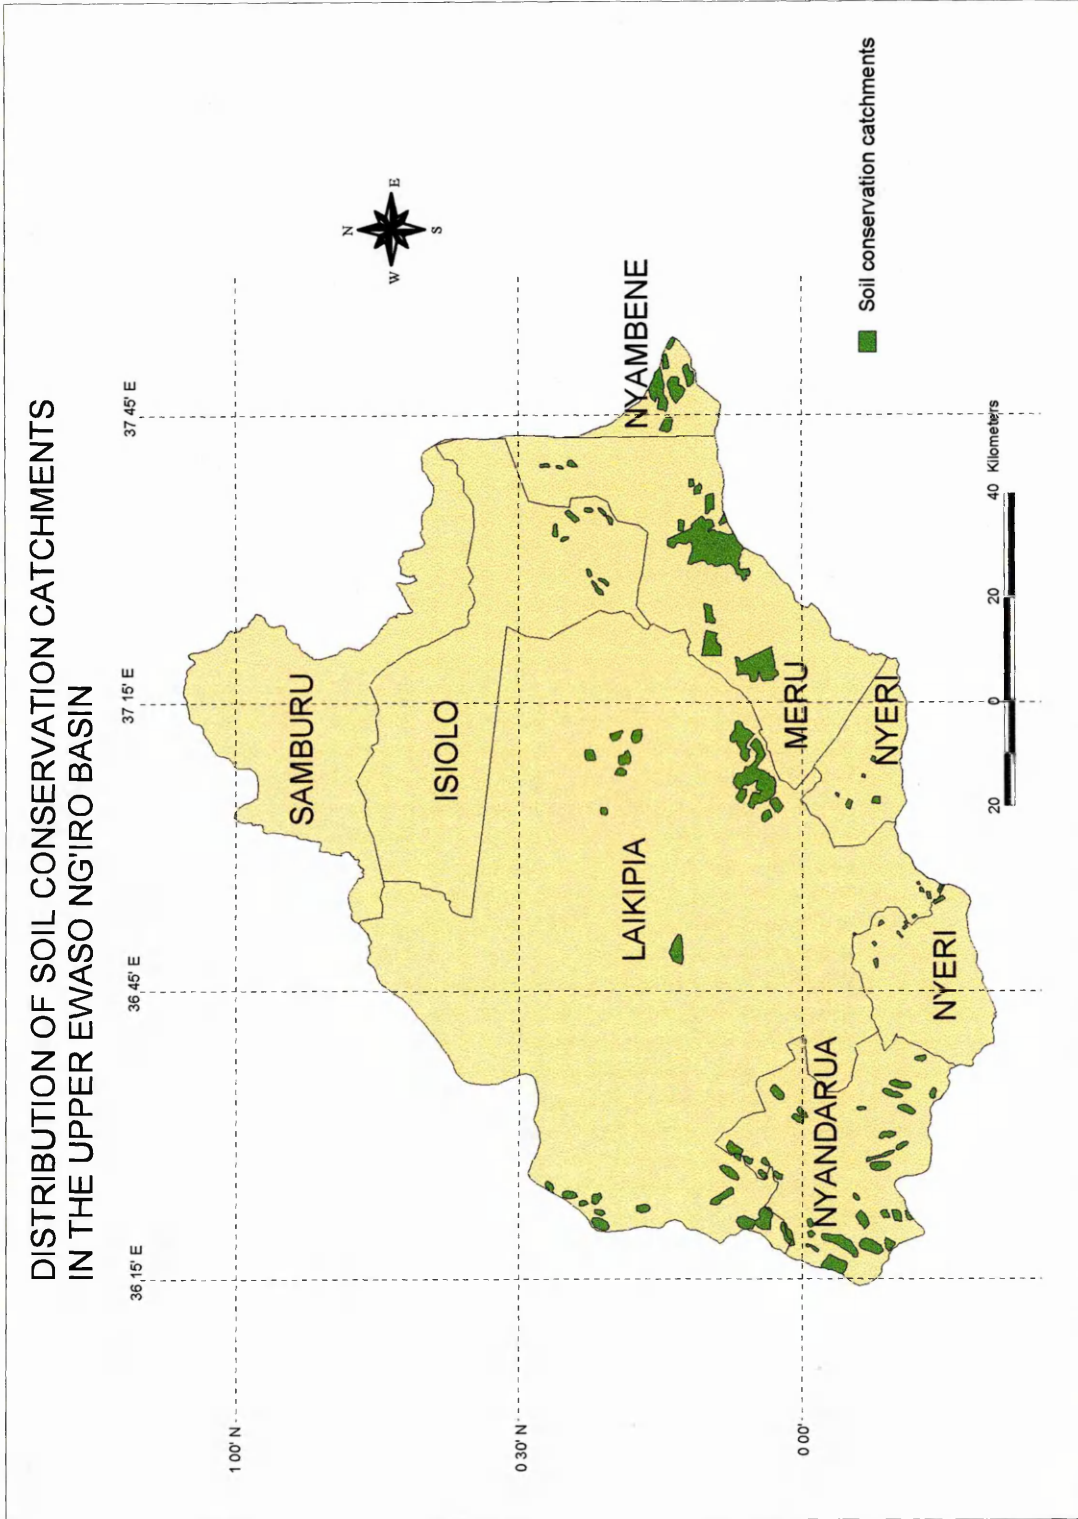 DISTRIBUTION OF SOIL CONSERVATION CATCHMENTS
IN THE UPPER EWASO NG'IRO BASIN
36 15' E
36 45' E
37 15' E
37 45' E
1 00' N
0 30' N
0 00'
N
W
E
S
SAMBURU
ISIOLO
LAIKIPIA
NYAMBENE
MERU
NYERI
NYANDARUA
NYERI
Soil conservation catchments
20
0
20
40
Kilometers